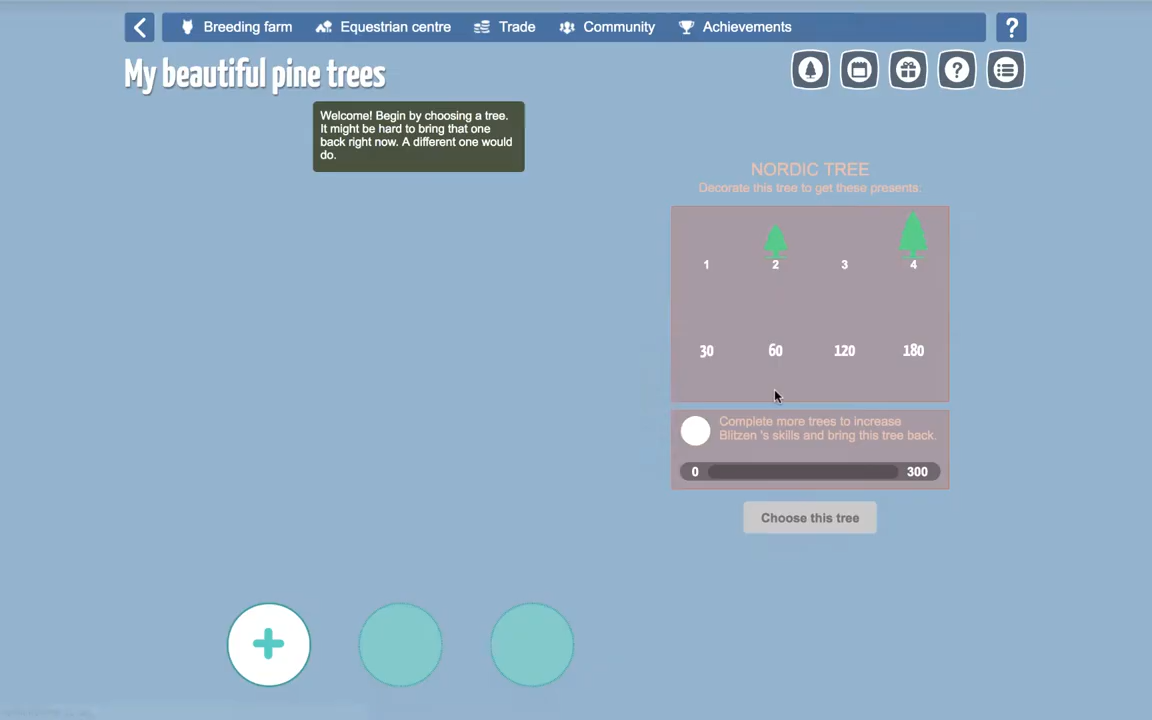 Breeding farm Equestrian centre Trade Community Achievements ?
My beautiful pine trees
?
Welcome! Begin by choosing a tree.
It might be hard to bring that one
back right now. A different one would
do.
NORDIC TREE
Decorate this tree to get these presents:
1 2 3 4
30 60 120 180
Complete more trees to increase
Blitzen 's skills and bring this tree back.
0 300
Choose this tree